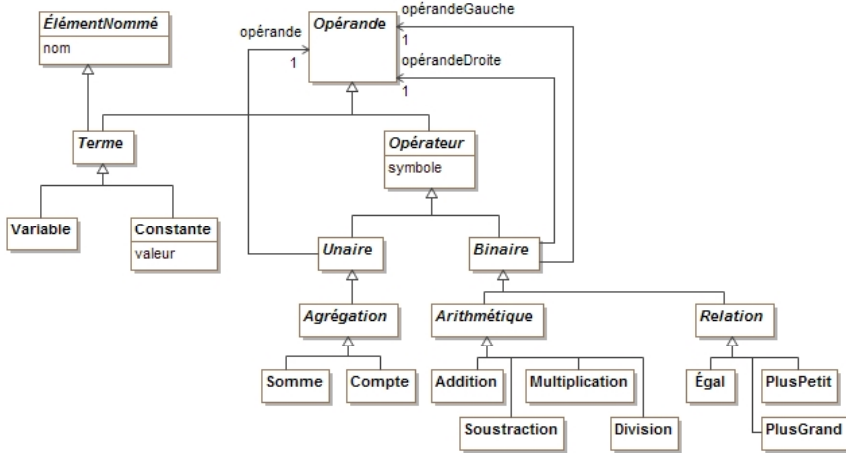 ÉlémentNommé
nom
opérande
1
Opérande
opérandeGauche
1
opérandeDroite
1
Terme
Opérateur
symbole
Variable
Constante
valeur
Unaire
Binaire
Agrégation
Arithmétique
Relation
Somme
Compte
Addition
Multiplication
Égal
PlusPetit
Soustraction
Division
PlusGrand